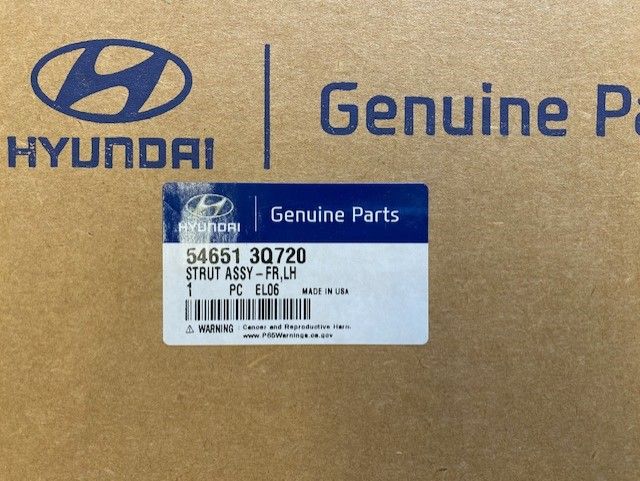 HYUNDAI
Genuine Pa
HYUNDAI
Genuine Parts
54651 3Q720
STRUT ASSY-FR,LH
1 PC EL06 MADE IN USA
⚠ WARNING : Cancer and Reproductive Harm.
www.P65Warnings.ca.gov